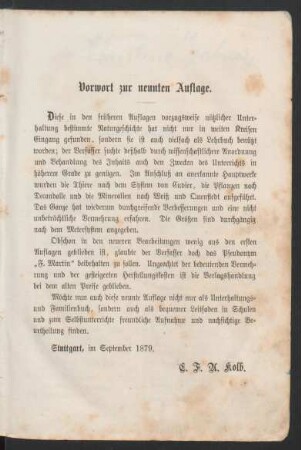 Vorwort zur neunten Auflage.
Diese in den früheren Auflagen vorzugsweise nützlicher Unter-
haltung bestimmte Naturgeschichte hat nicht nur in weiten Kreisen
Eingang gefunden, sondern sie ist auch vielfach als Lehrbuch benützt
worden; der Verfasser suchte deßhalb durch wissenschaftlichere Anordnung
und Behandlung des Inhalts auch den Zwecken des Unterrichts in
höherem Grade zu genügen. Im Anschluß an anerkannte Hauptwerke
wurden die Thiere nach dem System von Cuvier, die Pflanzen nach
Decandolle und die Mineralien nach Weiß und Quenstedt aufgeführt.
Das Ganze hat wiederum durchgreifende Verbesserungen und eine nicht
unbeträchtliche Vermehrung erfahren. Die Größen sind durchgängig
nach dem Metersystem angegeben.
Obschon in den neueren Bearbeitungen wenig aus den ersten
Auflagen geblieben ist, glaubte der Verfasser doch das Pseudonym
„F. Martin“ beibehalten zu sollen. Ungeachtet der bedeutenden Vermeh-
rung und der gesteigerten Herstellungskosten ist die Verlagshandlung
bei dem alten Preise geblieben.
Möchte nun auch diese neunte Auflage nicht nur als Unterhaltungs-
und Familienbuch, sondern auch als bequemer Leitfaden in Schulen
und zum Selbstunterrichte freundliche Aufnahme und nachsichtige Be-
urtheilung finden.
Stuttgart, im September 1879.
C. F. A. Kolb.